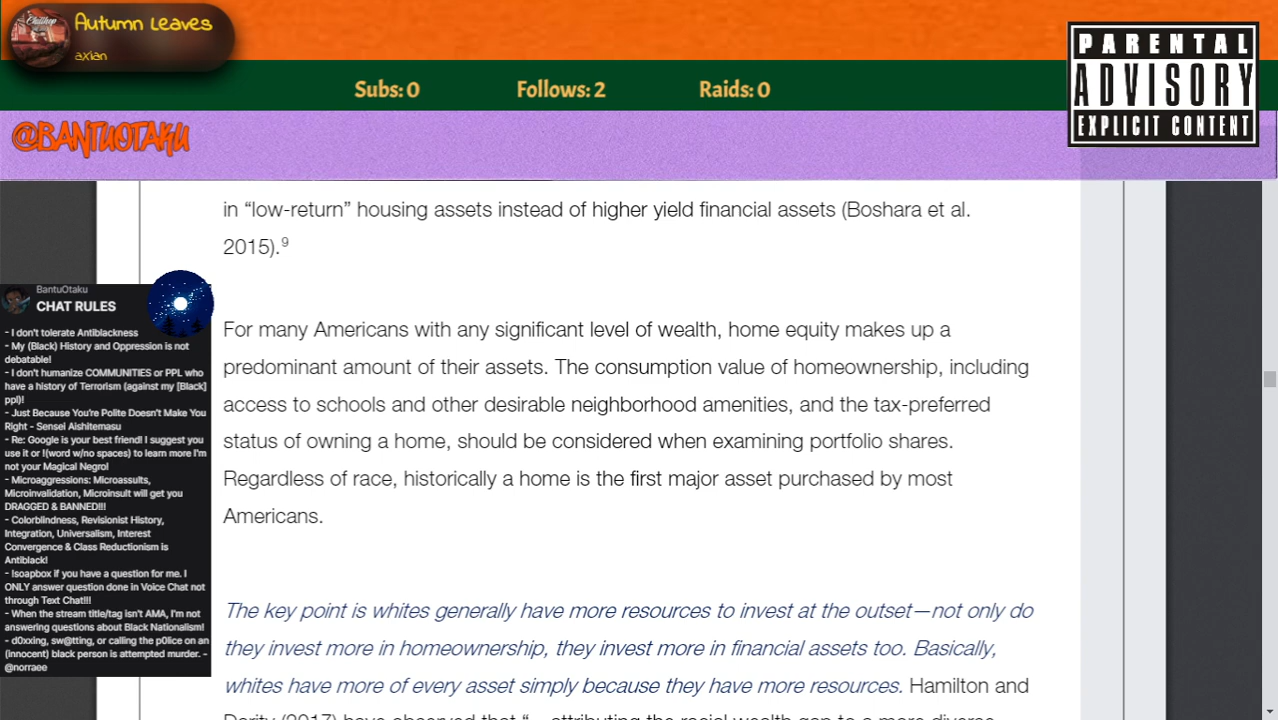 Autumn Leaves
axian
Subs: 0
Follows: 2
Raids: 0
PARENTAL
ADVISORY
EXPLICIT CONTENT
@BANTUOTAKU
in “low-return” housing assets instead of higher yield financial assets (Boshara et al.
2015).⁹
BantuOtaku
CHAT RULES
- I don't tolerate Antiblackness
- My (Black) History and Oppression is not
debatable!
- I don't humanize COMMUNITIES or PPL who
have a history of Terrorism (against my [Black]
ppl)!
- Just Because You're Polite Doesn't Make You
Right - Sensei Aishitemasu
- Re: Google is your best friend! I suggest you
use it or !(word w/no spaces) to learn more I'm
not your Magical Negro!
- Microaggressions: Microassults,
Microinvalidation, Microinsult will get you
DRAGGED & BANNED!!!
- Colorblindness, Revisionist History,
Integration, Universalism, Interest
Convergence & Class Reductionism is
Antiblack!
- !soapbox if you have a question for me. I
ONLY answer question done in Voice Chat not
through Text Chat!!!
- When the stream title/tag isn't AMA, I'm not
answering questions about Black Nationalism!
- d0xxing, sw@tting, or calling the p0lice on an
(innocent) black person is attempted murder. -
@norraee
For many Americans with any significant level of wealth, home equity makes up a
predominant amount of their assets. The consumption value of homeownership, including
access to schools and other desirable neighborhood amenities, and the tax-preferred
status of owning a home, should be considered when examining portfolio shares.
Regardless of race, historically a home is the first major asset purchased by most
Americans.
The key point is whites generally have more resources to invest at the outset—not only do
they invest more in homeownership, they invest more in financial assets too. Basically,
whites have more of every asset simply because they have more resources. Hamilton and
Darity (2017) have observed that “... attributing the racial wealth gap to a more diverse